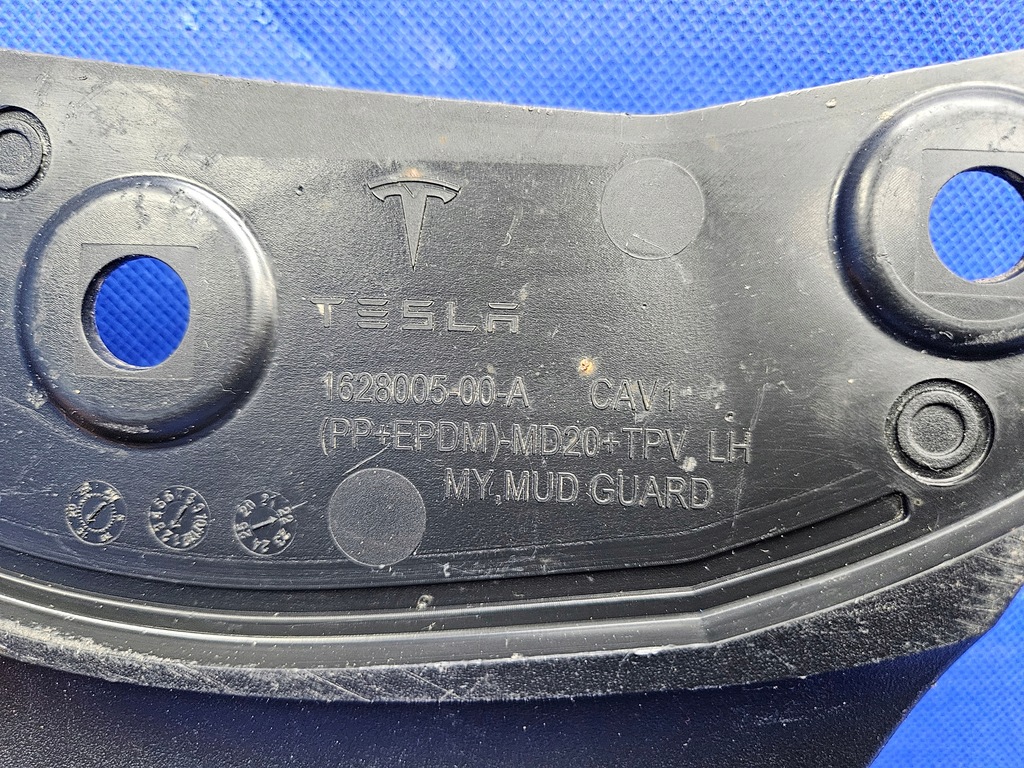 TESLA
1628005-00-A CAV1
(PP+EPDM)-MD20+TPV LH
MY,MUD GUARD